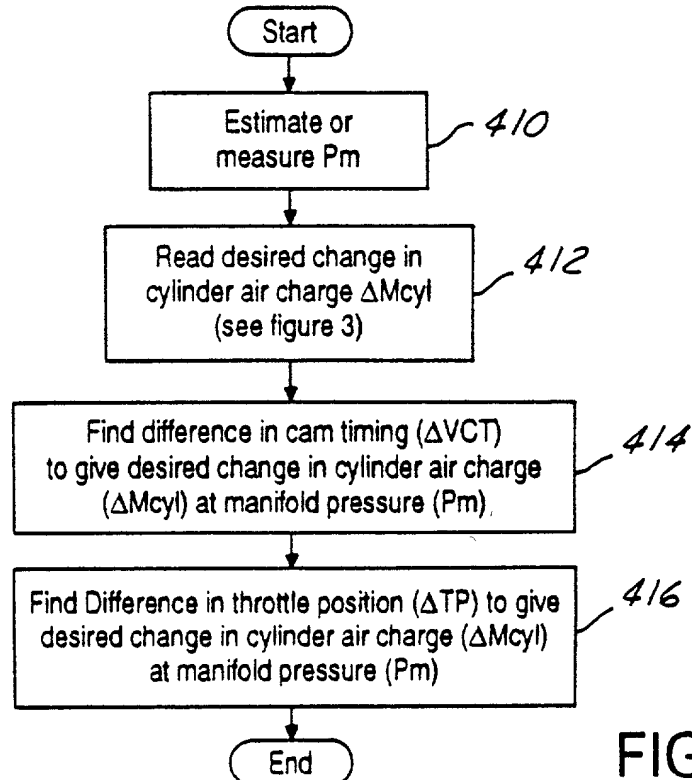 Start
Estimate or
measure Pm
410
Read desired change in
cylinder air charge ΔMcyl
(see figure 3)
412
Find difference in cam timing (ΔVCT)
to give desired change in cylinder air charge
(ΔMcyl) at manifold pressure (Pm)
414
Find Difference in throttle position (ΔTP) to give
desired change in cylinder air charge (ΔMcyl)
at manifold pressure (Pm)
416
End
FIG